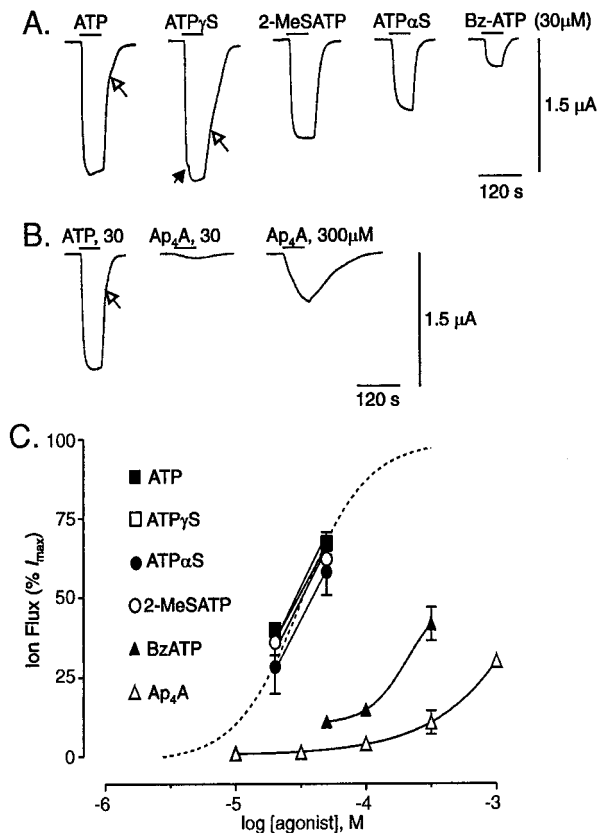 A.
ATP ATPγS 2-MeSATP ATPαS Bz-ATP (30μM)
1.5 μA
120 s
B.
ATP, 30 Ap₄A, 30 Ap₄A, 300μM
1.5 μA
120 s
C.
Ion Flux (% Imax)
100
75
50
25
0
ATP
ATPγS
ATPαS
2-MeSATP
BzATP
Ap₄A
-6 -5 -4 -3
log [agonist], M